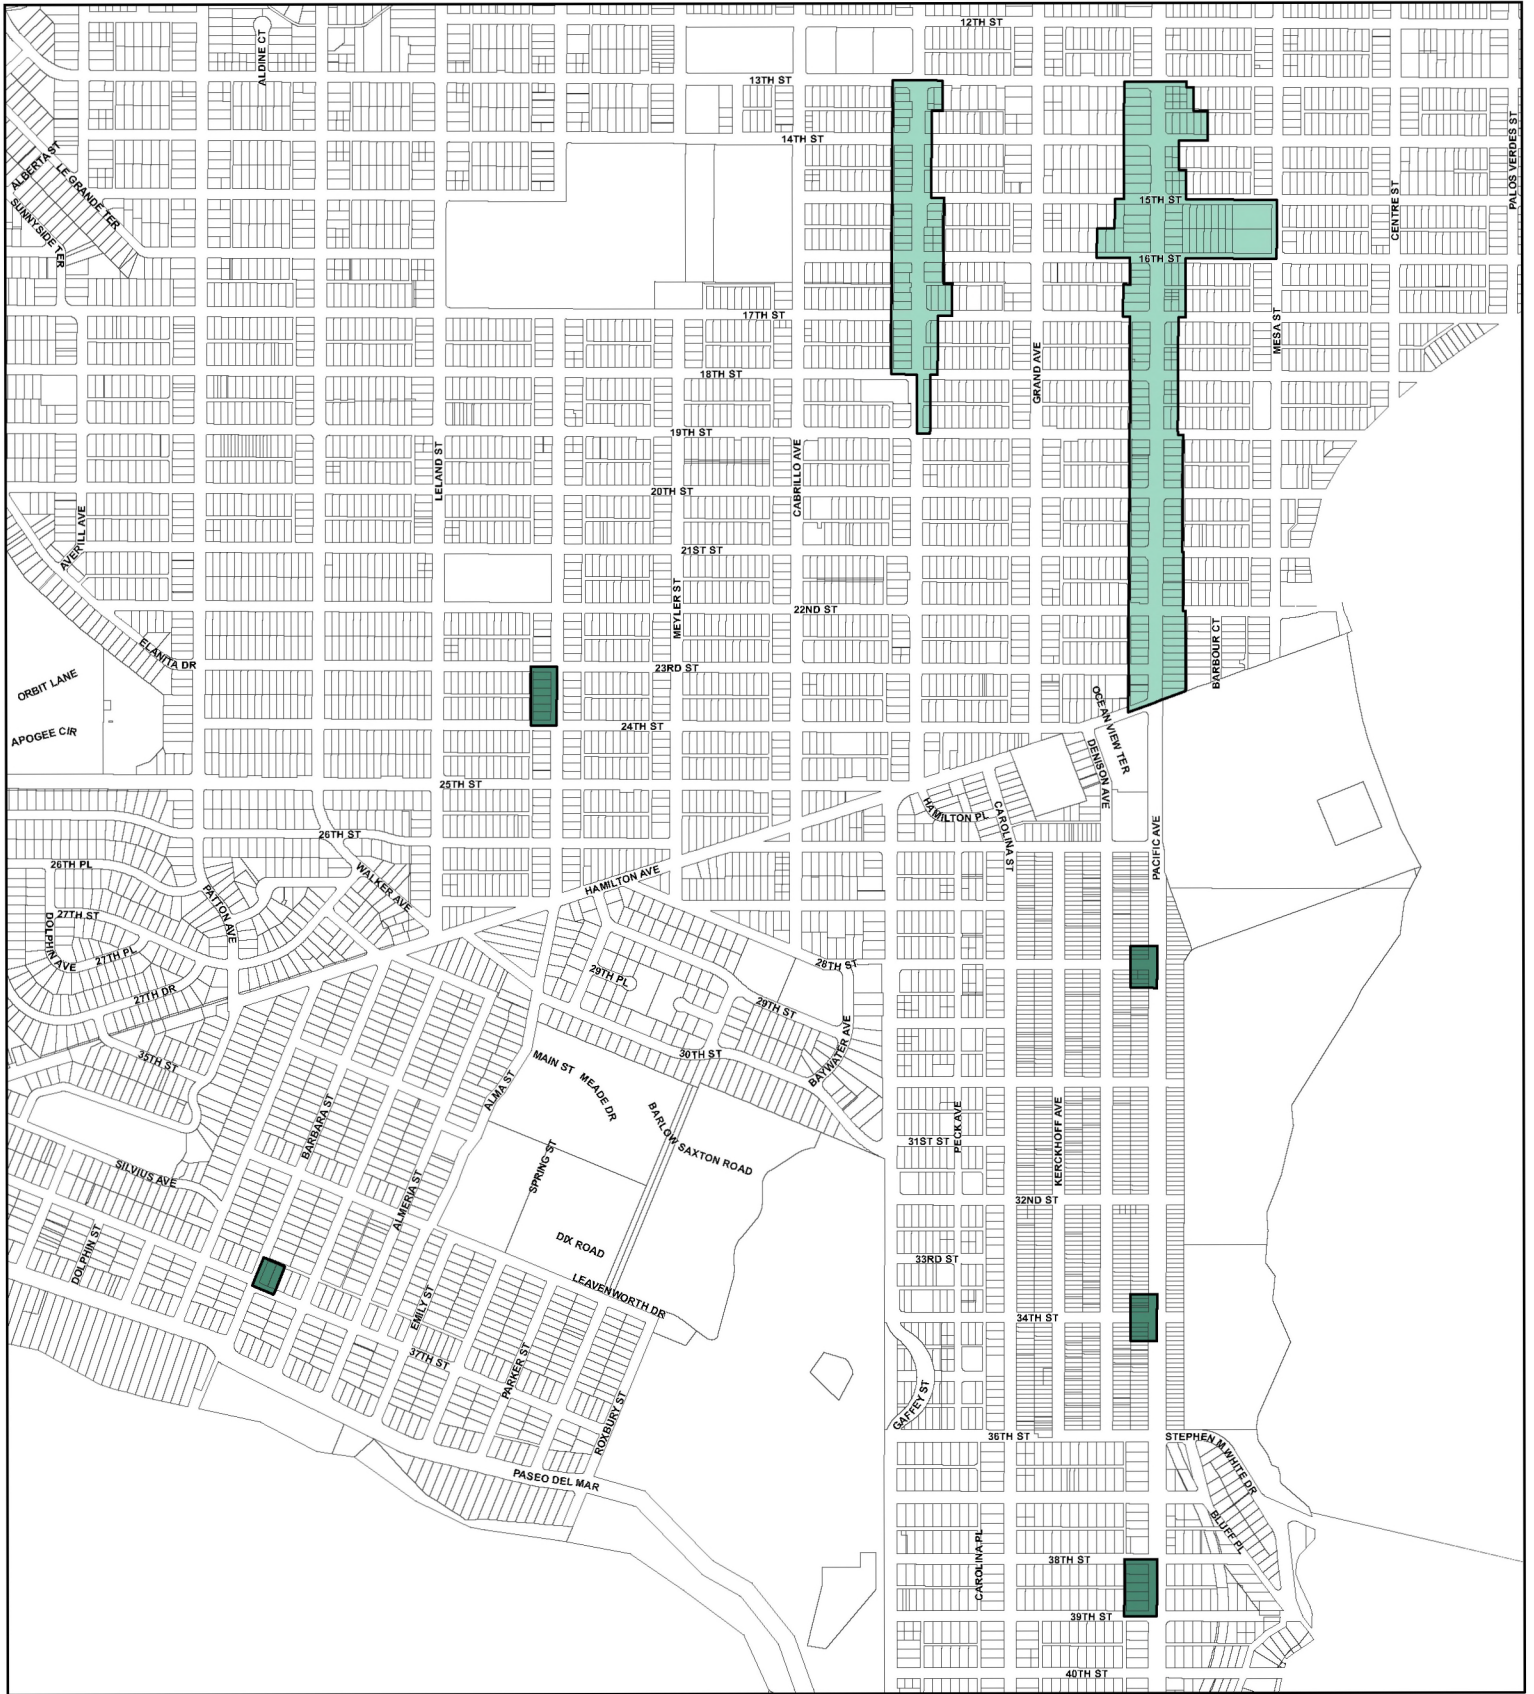 12TH ST
ALDINE CT
13TH ST
14TH ST
PALOS VERDES ST
ALBERTA ST
LE GRANDE TER
SUNNYSIDE TER
CENTRE ST
15TH ST
16TH ST
17TH ST
MESA ST
GRAND AVE
18TH ST
19TH ST
LELAND ST
CABRILLO AVE
20TH ST
AVERILL AVE
21ST ST
MEYLER ST
22ND ST
BARBOUR CT
ELANITA DR
23RD ST
ORBIT LANE
24TH ST
OCEAN VIEW TER
APOGEE CIR
DENISON AVE
25TH ST
HAMILTON PL
CAROLINA ST
26TH ST
PACIFIC AVE
26TH PL
WALKER AVE
HAMILTON AVE
PATTON AVE
27TH ST
DOLPHIN AVE
27TH PL
28TH ST
29TH PL
27TH DR
29TH ST
35TH ST
MAIN ST
30TH ST
BAYWATER AVE
MEADE DR
ALMA ST
BARLOW SAXTON ROAD
BARBARA ST
PECK AVE
KERCKHOFF AVE
31ST ST
SPRING ST
SILVIUS AVE
ALMERIA ST
32ND ST
DOLPHIN ST
DIX ROAD
33RD ST
LEAVENWORTH DR
EMILY ST
34TH ST
37TH ST
PARKER ST
GAFFEY ST
ROXBURY ST
36TH ST
STEPHEN M WHITE DR
PASEO DEL MAR
BLUFF PL
38TH ST
CAROLINA PL
39TH ST
40TH ST